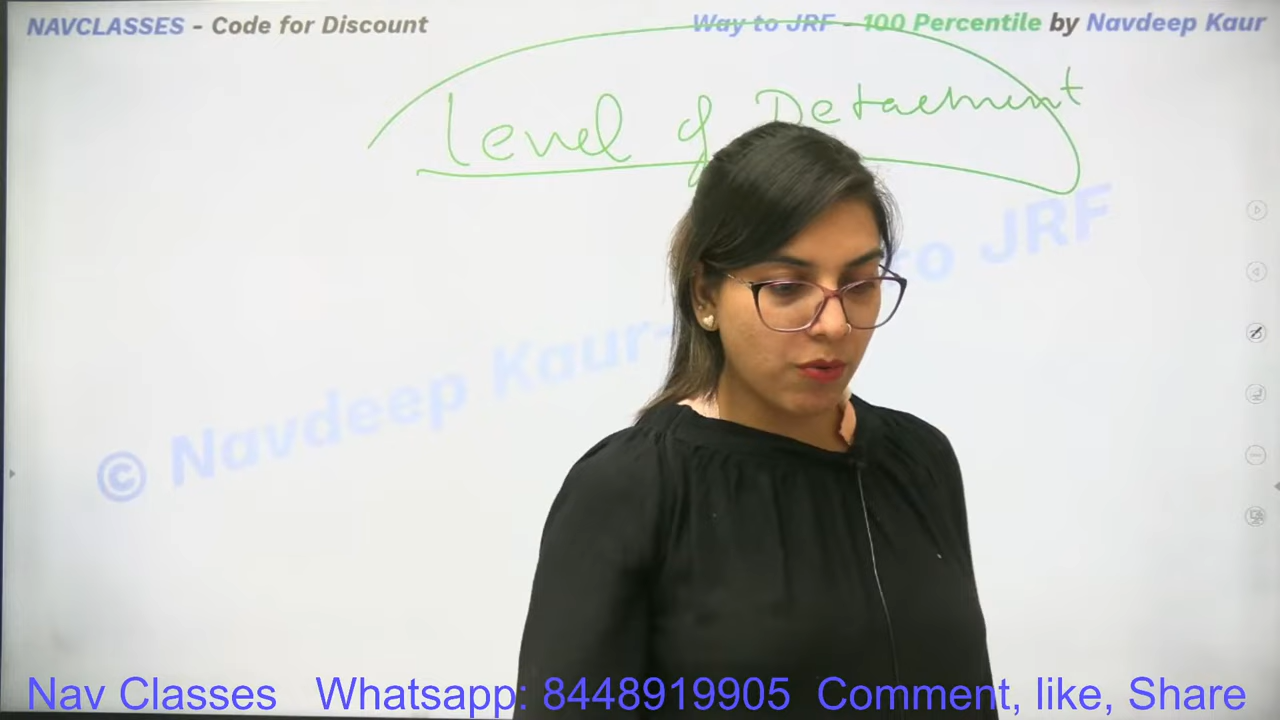 NAVCLASSES - Code for Discount
Way to JRF - 100 Percentile by Navdeep Kaur
Level of Detachment
© Navdeep Kaur- to JRF
Nav Classes Whatsapp: 8448919905 Comment, like, Share